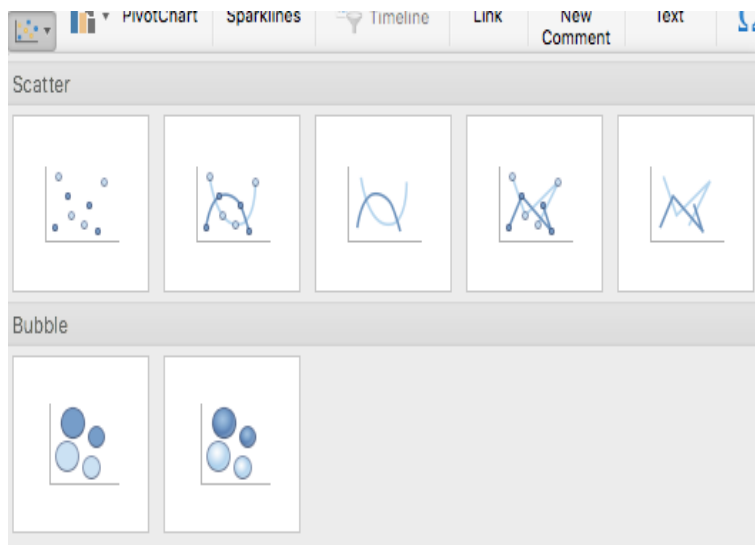 PivotChart
Sparklines
Timeline
Link
New
Comment
Text
Scatter
Bubble